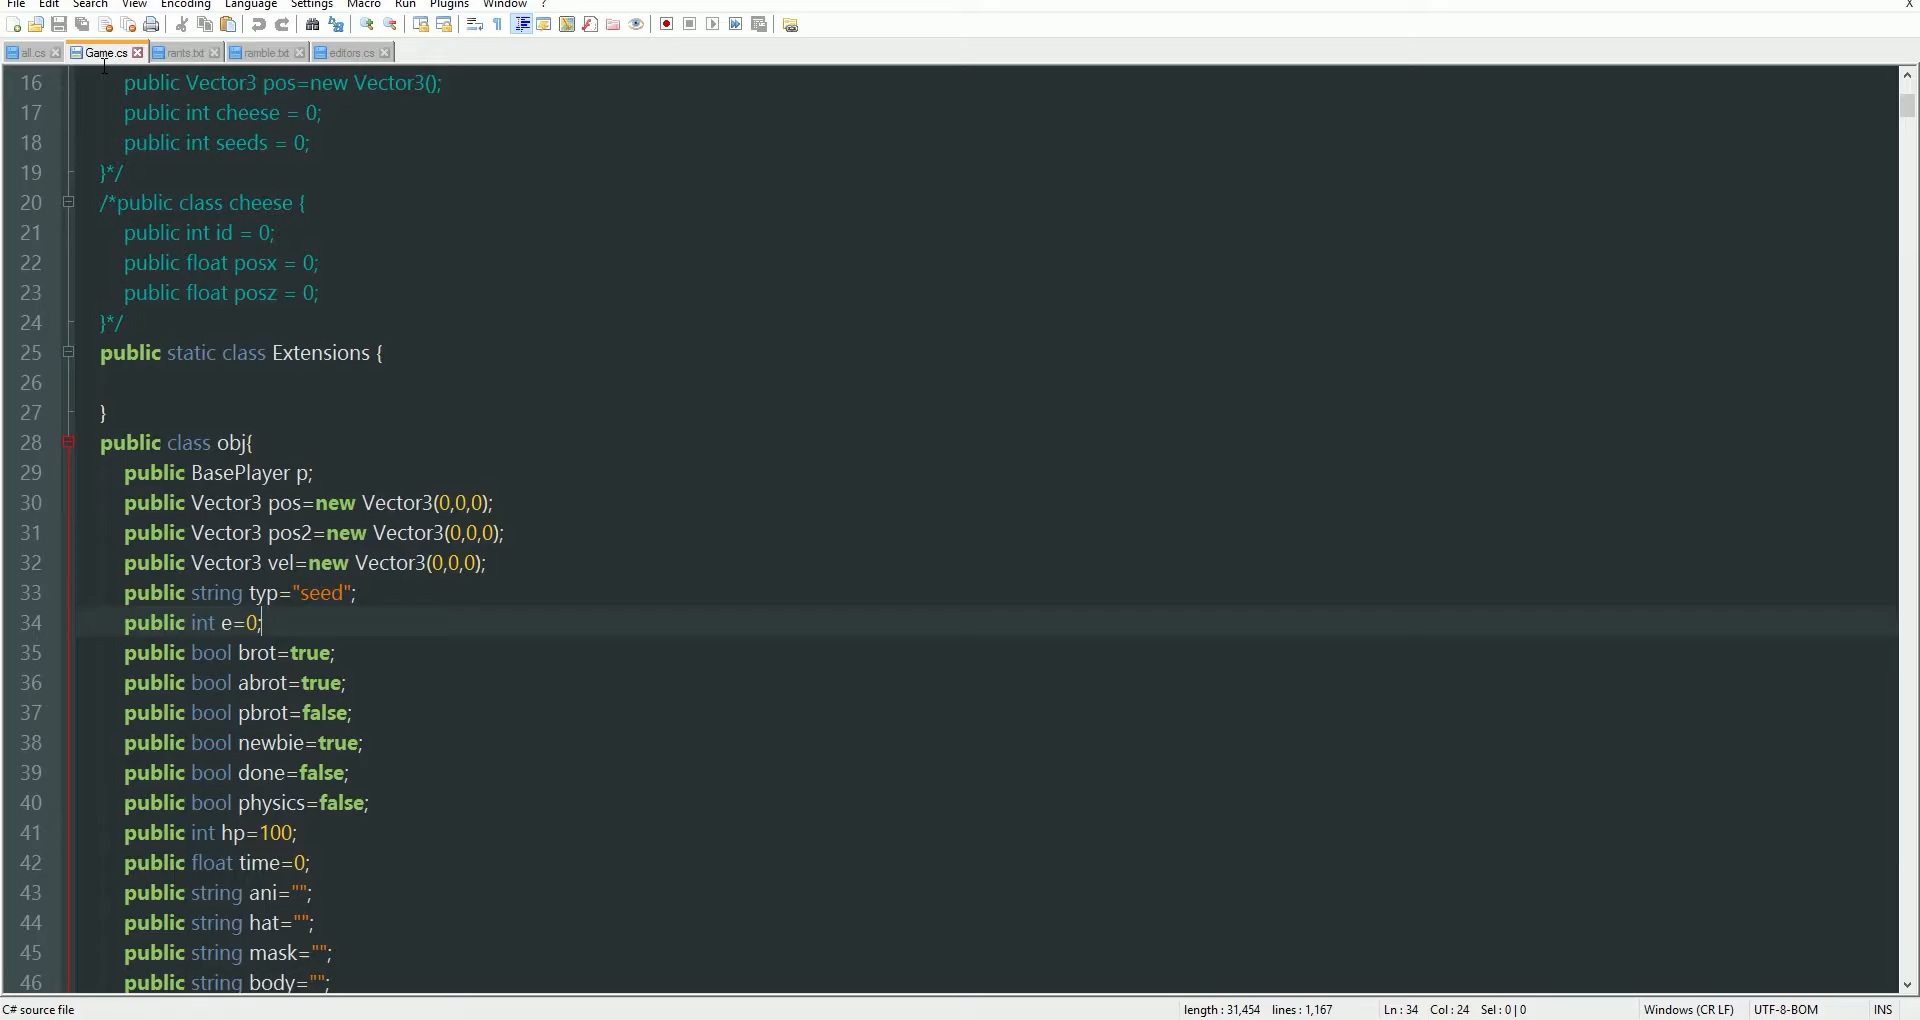 File Edit Search View Encoding Language Settings Macro Run Plugins Window ? X
all.cs Game.cs rants.txt ramble.txt editors.cs
16 public Vector3 pos=new Vector3();
17 public int cheese = 0;
18 public int seeds = 0;
19 }*/
20 /*public class cheese {
21 public int id = 0;
22 public float posx = 0;
23 public float posz = 0;
24 }*/
25 public static class Extensions {
26
27 }
28 public class obj{
29 public BasePlayer p;
30 public Vector3 pos=new Vector3(0,0,0);
31 public Vector3 pos2=new Vector3(0,0,0);
32 public Vector3 vel=new Vector3(0,0,0);
33 public string typ="seed";
34 public int e=0;
35 public bool brot=true;
36 public bool abrot=true;
37 public bool pbrot=false;
38 public bool newbie=true;
39 public bool done=false;
40 public bool physics=false;
41 public int hp=100;
42 public float time=0;
43 public string ani="";
44 public string hat="";
45 public string mask="";
46 public string body="";
C# source file length : 31,454 lines : 1,167 Ln : 34 Col : 24 Sel : 0 | 0 Windows (CR LF) UTF-8-BOM INS